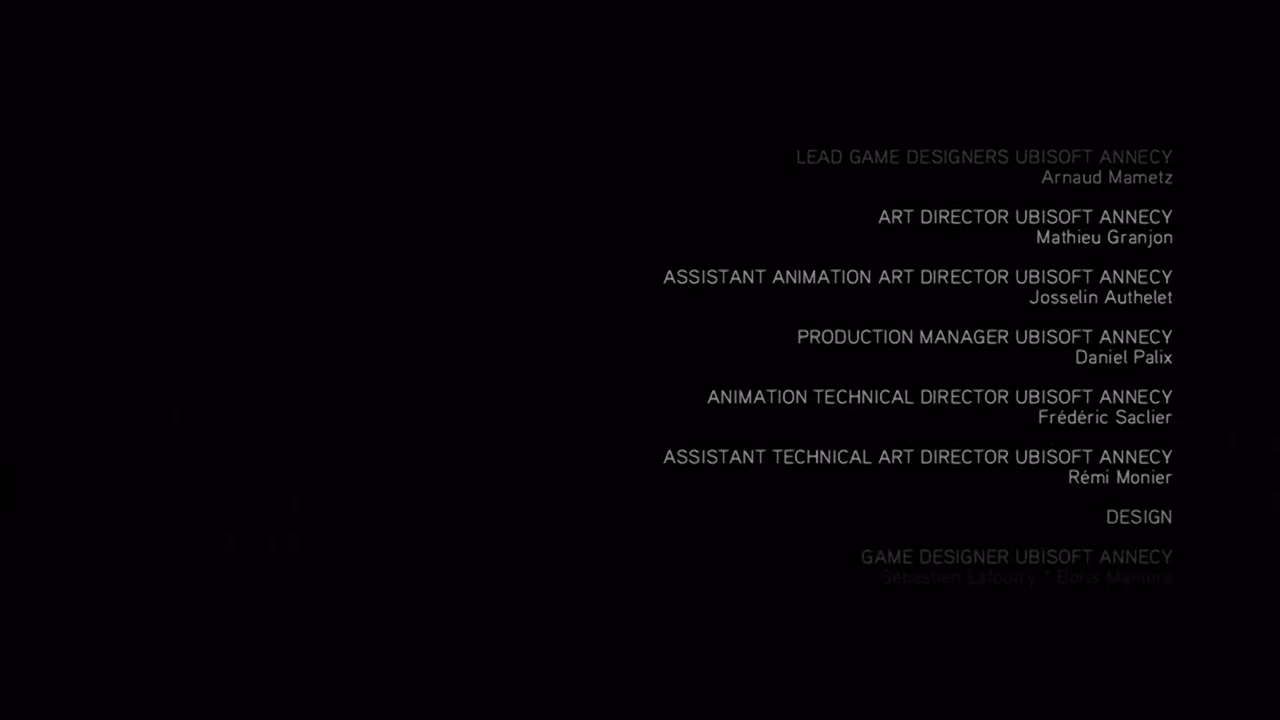 LEAD GAME DESIGNERS UBISOFT ANNECY
Arnaud Mametz
ART DIRECTOR UBISOFT ANNECY
Mathieu Granjon
ASSISTANT ANIMATION ART DIRECTOR UBISOFT ANNECY
Josselin Authelet
PRODUCTION MANAGER UBISOFT ANNECY
Daniel Palix
ANIMATION TECHNICAL DIRECTOR UBISOFT ANNECY
Frédéric Saclier
ASSISTANT TECHNICAL ART DIRECTOR UBISOFT ANNECY
Rémi Monier
DESIGN
GAME DESIGNER UBISOFT ANNECY
Sébastien * Boris